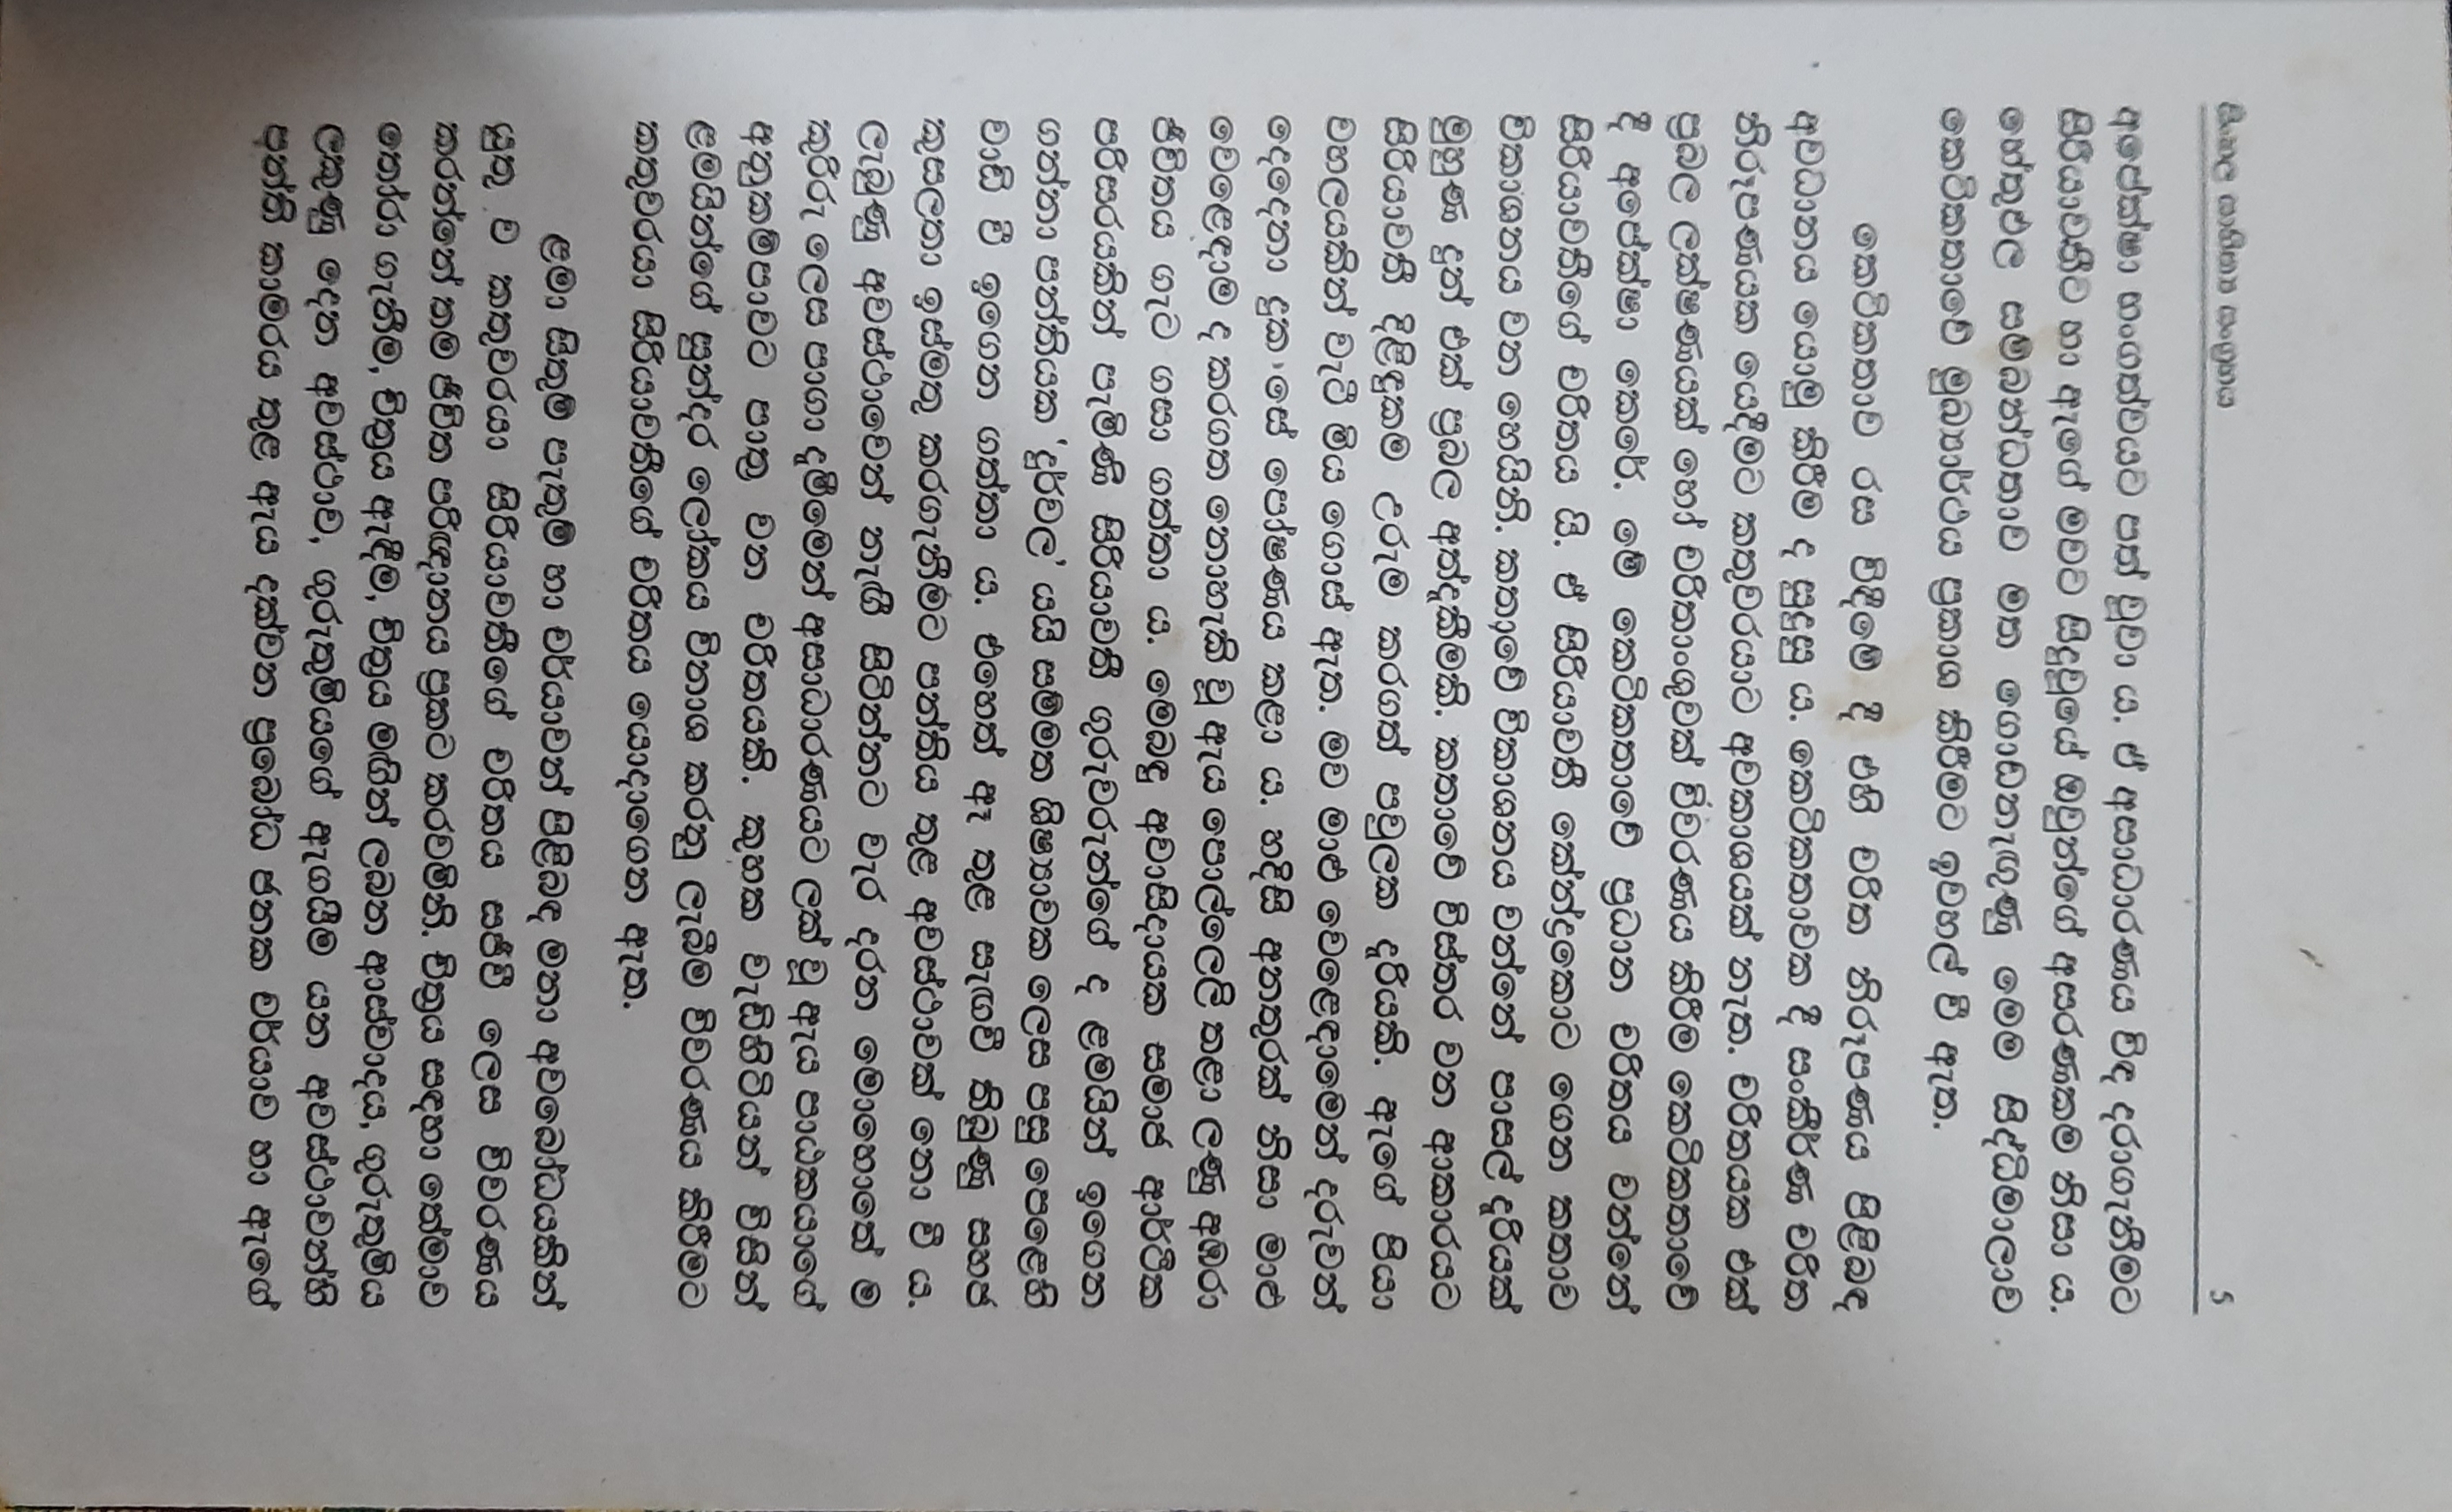 සිංහල සාහිත්‍ය සංග්‍රහය 5
අපේක්ෂා භංගත්වයට පත් වූවා ය. ඒ අසාධාරණය විඳ දරාගැනීමට
සිරියාවතීට හා ඇගේ මවට සිදුවූයේ ඔවුන්ගේ අසරණකම නිසා ය.
හේතුඵල සම්බන්ධතාව මත ගොඩනැඟුණු මෙම සිද්ධිමාලාව
කෙටිකතාවේ මුඛ්‍යාර්ථය ප්‍රකාශ කිරීමට ඉවහල් වී ඇත.
කෙටිකතාව රස විඳීමේ දී එහි චරිත නිරූපණය පිළිබඳ
අවධානය යොමු කිරීම ද සුදුසු ය. කෙටිකතාවක දී සංකීර්ණ චරිත
නිරූපණයක යෙදීමට කතුවරයාට අවකාශයක් නැත. චරිතයක එක්
ප්‍රබල ලක්ෂණයක් හෝ චරිතාංශුවක් විවරණය කිරීම කෙටිකතාවේ
දී අපේක්ෂා කෙරේ. මේ කෙටිකතාවේ ප්‍රධාන චරිතය වන්නේ
සිරියාවතීගේ චරිතය යි. ඒ සිරියාවතී කේන්ද්‍රකොට ගෙන කතාව
විකාශනය වන හෙයිනි. කතාවේ විකාශනය වන්නේ පාසල් දැරියක්
මුහුණ දුන් එක් ප්‍රබල අත්දැකීමකි. කතාවේ විස්තර වන ආකාරයට
සිරියාවතී දිළිඳුකම උරුම කරගත් පවුලක දැරියකි. ඇගේ පියා
වහලයකින් වැටී මිය ගොස් ඇත. මව මාළු වෙළෙඳාමෙන් දරුවන්
දෙදෙනා දුක සේ පෝෂණය කළා ය. හදිසි අනතුරක් නිසා මාළු
වෙළෙඳාම ද කරගත නොහැකි වූ ඇය පොල්ලෙලි තළා ලණු අඹරා
ජීවිතය ගැට ගසා ගත්තා ය. මෙබඳු අවාසිදායක සමාජ ආර්ථික
පරිසරයකින් පැමිණි සිරියාවතී ගුරුවරුන්ගේ ද ළමයින් ඉගෙන
ගන්නා පන්තියක ‘දුර්වල’ යයි සම්මත ශිෂ්‍යාවක ලෙස පසු පෙළෙහි
වාඩි වී ඉගෙන ගත්තා ය. එහෙත් ඈ තුළ සැඟවී තිබුණු සහජ
කුසලතා ඉස්මතු කරගැනීමට පන්තිය තුළ අවස්ථාවක් නො වී ය.
ලැබුණු අවස්ථාවෙන් නැඟී සිටින්නට වැර දරන මොහොතේ ම
කුරිරු ලෙස පාගා දැමීමෙන් අසාධාරණයට ලක් වූ ඇය පාඨකයාගේ
අනුකම්පාවට පාත්‍ර වන චරිතයකි. කුහක වැඩිහිටියන් විසින්
ළමයින්ගේ සුන්දර ලෝකය විනාශ කරනු ලැබීම විවරණය කිරීමට
කතුවරයා සිරියාවතීගේ චරිතය යොදාගෙන ඇත.
ළමා සිතුම් පැතුම් හා චර්යාවන් පිළිබඳ මනා අවබෝධයකින්
යුතු ව කතුවරයා සිරියාවතීගේ චරිතය සජීවී ලෙස විවරණය
කරන්නේ තම ජීවිත පරිඥානය ප්‍රකට කරවමිනි. චිත්‍රය සඳහා තේමාව
තෝරා ගැනීම, චිත්‍රය ඇඳීම, චිත්‍රය මඟින් ලබන ආස්වාදය, ගුරුතුමිය
ලකුණු දෙන අවස්ථාව, ගුරුතුමියගේ ඇගයීම යන අවස්ථාවන්හි
පන්ති කාමරය තුළ ඇය දක්වන ප්‍රබෝධ ජනක චර්යාව හා ඇගේ